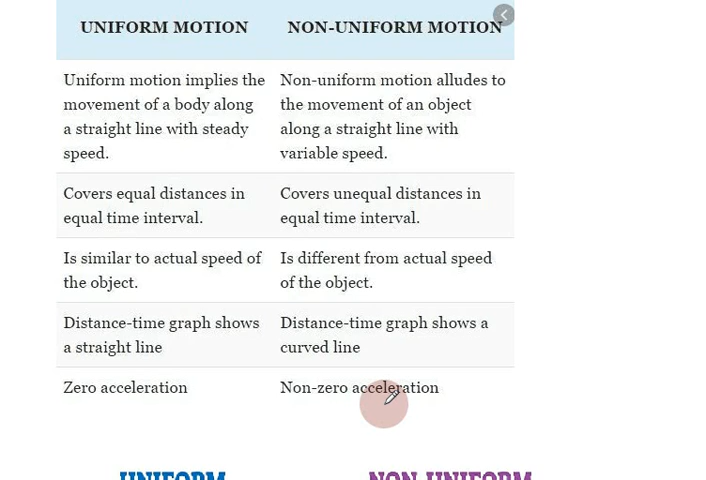 UNIFORM MOTION
NON-UNIFORM MOTION
Uniform motion implies the
movement of a body along
a straight line with steady
speed.
Non-uniform motion alludes to
the movement of an object
along a straight line with
variable speed.
Covers equal distances in
equal time interval.
Covers unequal distances in
equal time interval.
Is similar to actual speed of
the object.
Is different from actual speed
of the object.
Distance-time graph shows
a straight line
Distance-time graph shows a
curved line
Zero acceleration
Non-zero acceleration
UNIFORM
NON-UNIFORM